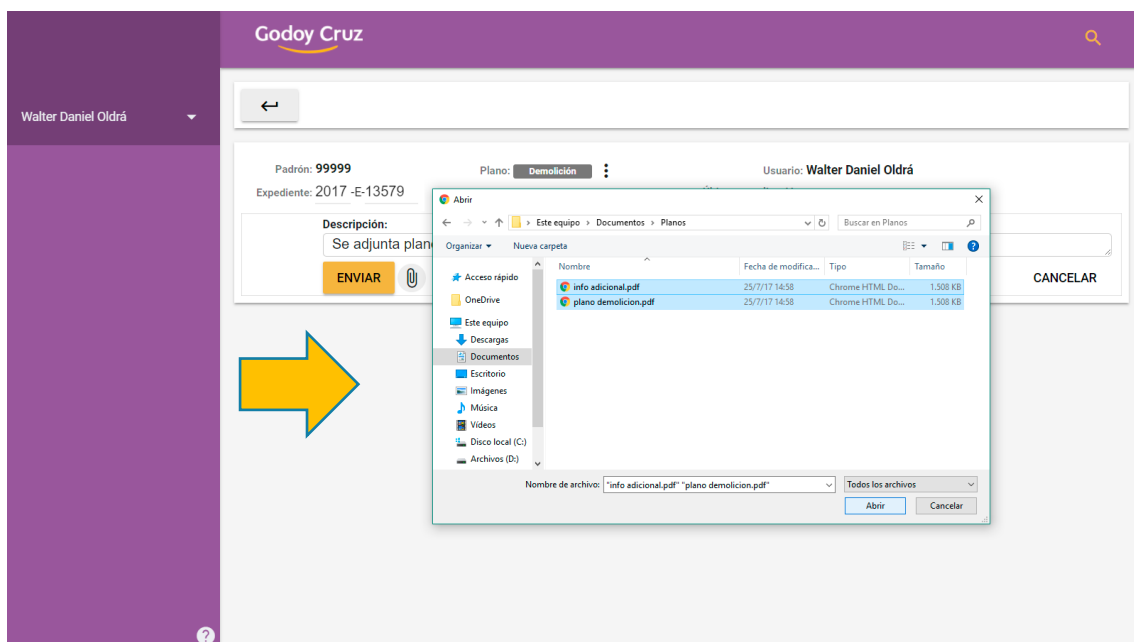 Godoy Cruz
Walter Daniel Oldrá
Padrón: 99999
Plano: Demolición
Usuario: Walter Daniel Oldrá
Expediente: 2017 -E-13579
Descripción:
Se adjunta plan
ENVIAR
CANCELAR
Abrir
Este equipo > Documentos > Planos
Buscar en Planos
Organizar
Nueva carpeta
Nombre
Fecha de modifica...
Tipo
Tamaño
info adicional.pdf 25/7/17 14:58 Chrome HTML Do... 1.508 KB
plano demolicion.pdf 25/7/17 14:58 Chrome HTML Do... 1.508 KB
Acceso rápido
OneDrive
Este equipo
Descargas
Documentos
Escritorio
Imágenes
Música
Vídeos
Disco local (C:)
Archivos (D:)
Nombre de archivo: "info adicional.pdf" "plano demolicion.pdf"
Todos los archivos
Abrir
Cancelar